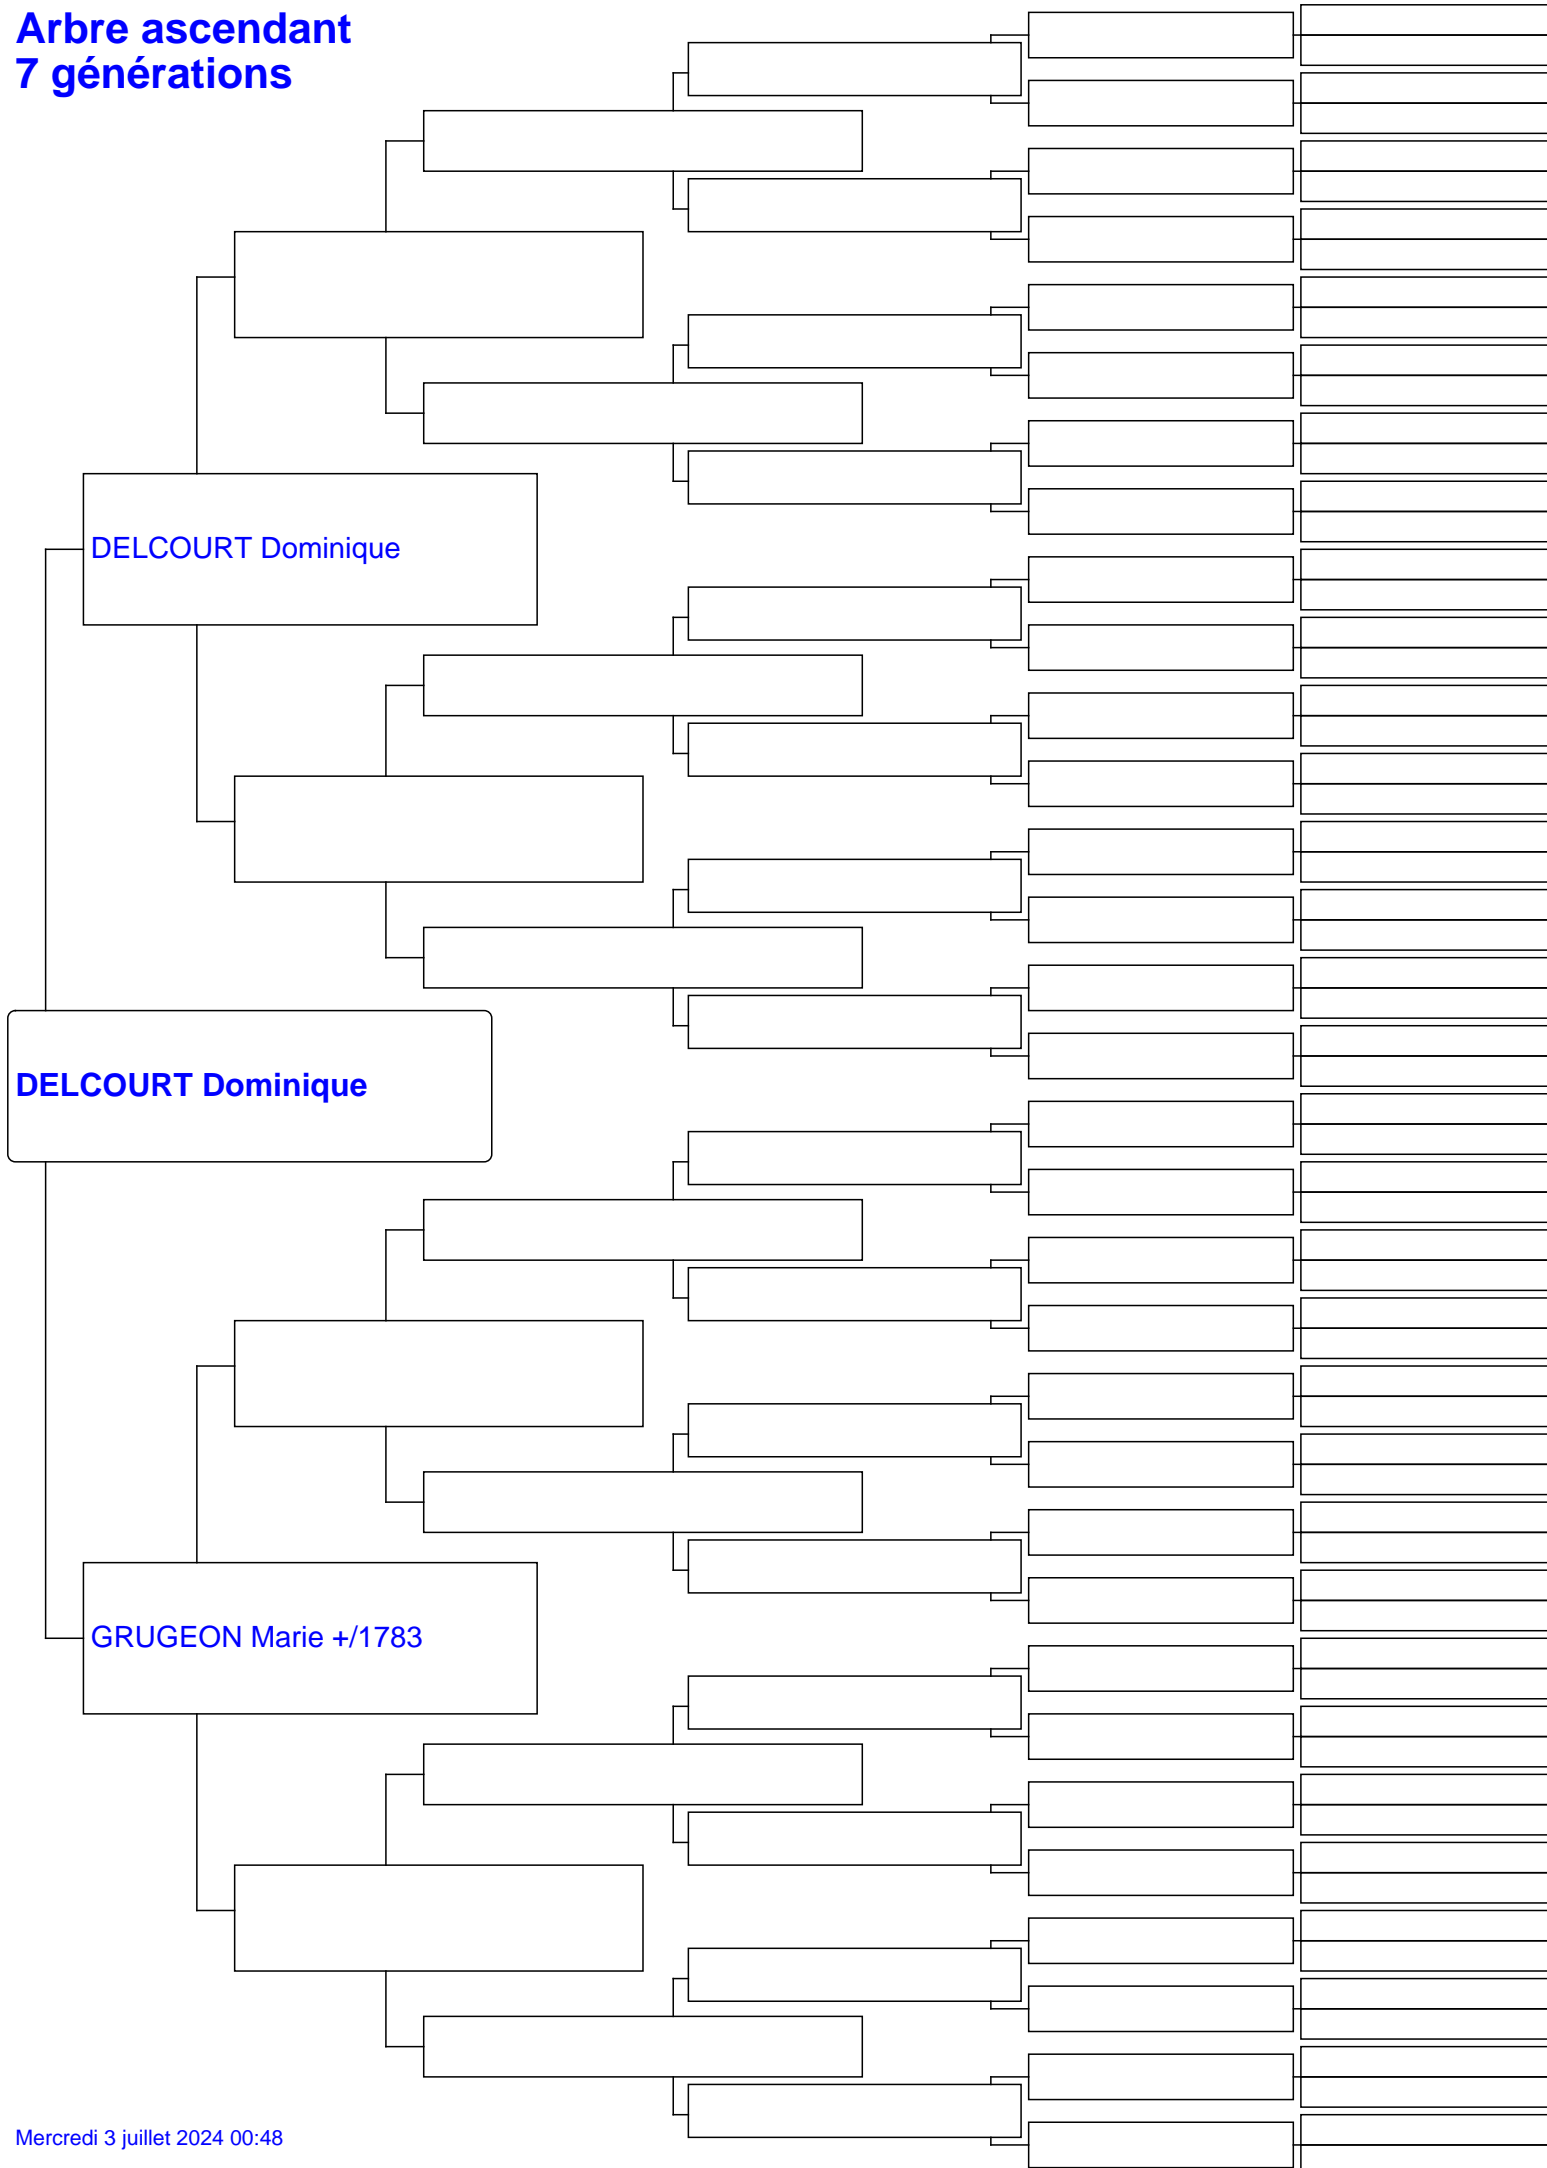 Arbre ascendant
7 générations
DELCOURT Dominique
DELCOURT Dominique
GRUGEON Marie +/1783
Mercredi 3 juillet 2024 00:48